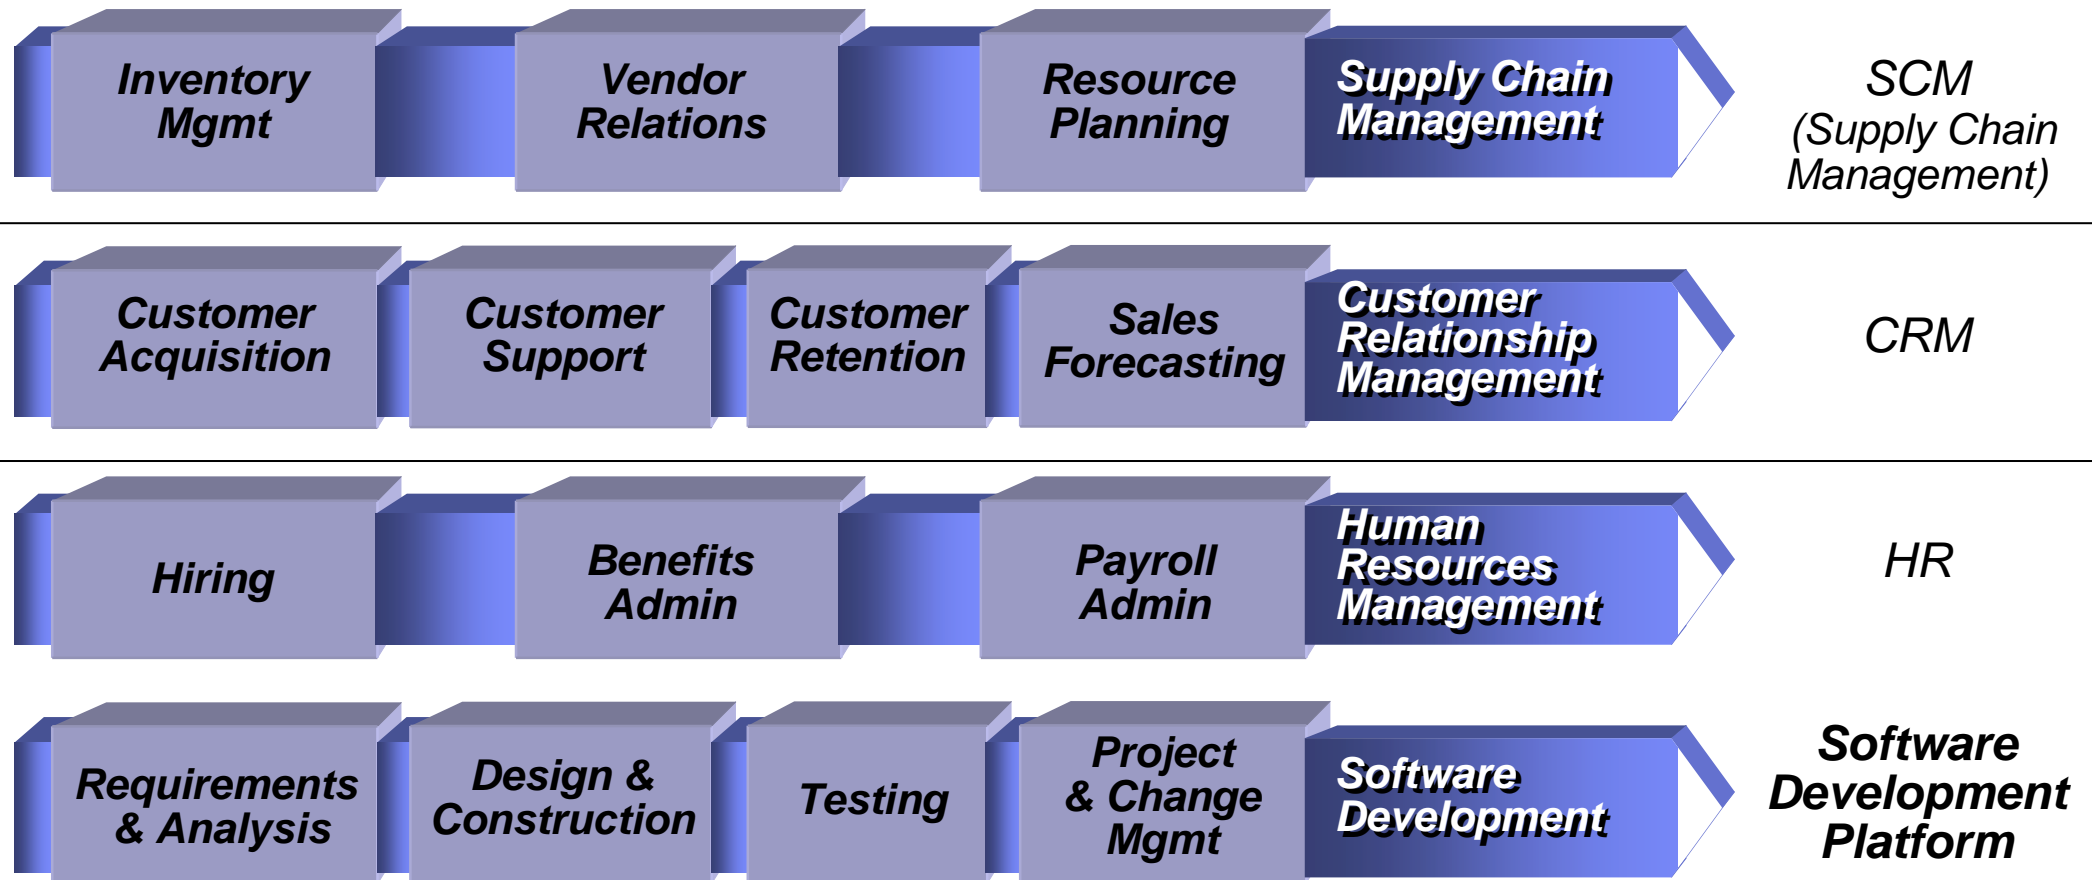 Inventory
Mgmt
Vendor
Relations
Resource
Planning
Supply Chain
Management
SCM
(Supply Chain
Management)
Customer
Acquisition
Customer
Support
Customer
Retention
Sales
Forecasting
Customer
Relationship
Management
CRM
Hiring
Benefits
Admin
Payroll
Admin
Human
Resources
Management
HR
Requirements
& Analysis
Design &
Construction
Testing
Project
& Change
Mgmt
Software
Development
Software
Development
Platform